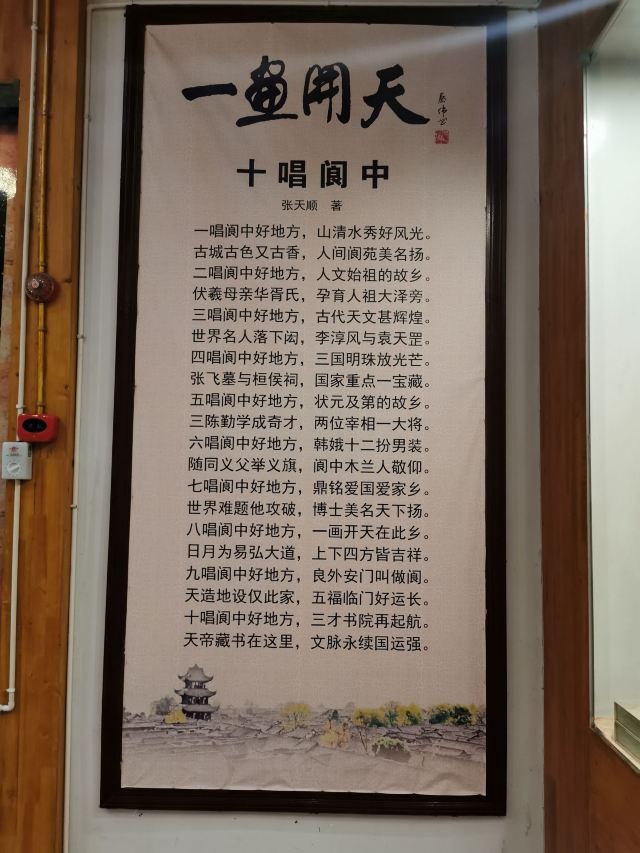 一画开天
十唱阆中
张天顺 著
一唱阆中好地方，山清水秀好风光。
古城古色又古香，人间阆苑美名扬。
二唱阆中好地方，人文始祖的故乡。
伏羲母亲华胥氏，孕育人祖大泽旁。
三唱阆中好地方，古代天文甚辉煌。
世界名人落下闳，李淳风与袁天罡。
四唱阆中好地方，三国明珠放光芒。
张飞墓与桓侯祠，国家重点一宝藏。
五唱阆中好地方，状元及第的故乡。
三陈勤学成奇才，两位宰相一大将。
六唱阆中好地方，韩娥十二扮男装。
随同义父举义旗，阆中木兰人敬仰。
七唱阆中好地方，鼎铭爱国爱家乡。
世界难题他攻破，博士美名天下扬。
八唱阆中好地方，一画开天在此乡。
日月为易弘大道，上下四方皆吉祥。
九唱阆中好地方，良外安门叫做阆。
天造地设仅此家，五福临门好运长。
十唱阆中好地方，三才书院再起航。
天帝藏书在这里，文脉永续国运强。